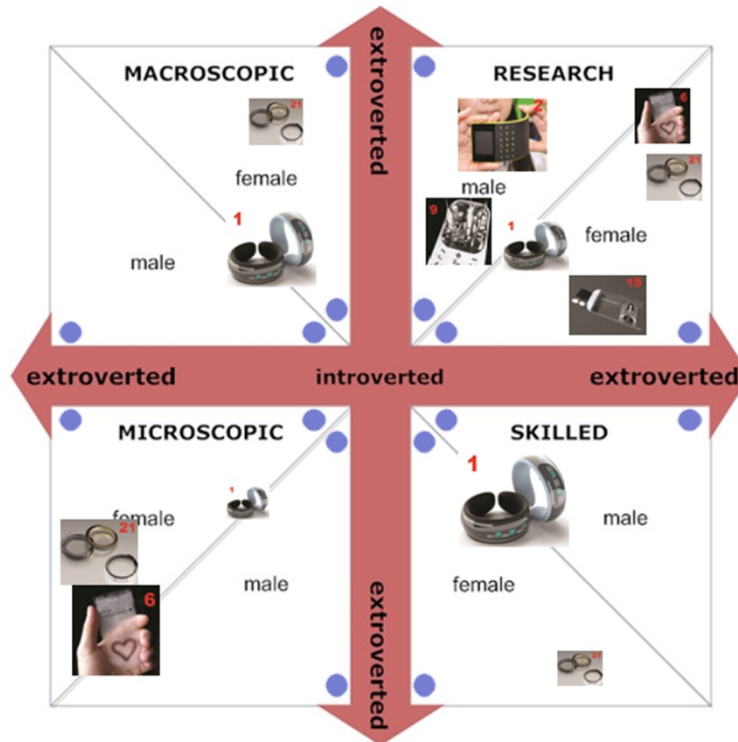 extroverted
MACROSCOPIC
21
female
1
male
RESEARCH
2
6
21
male
9
1
female
15
extroverted
introverted
extroverted
MICROSCOPIC
1
female
21
male
6
SKILLED
1
male
female
21
extroverted